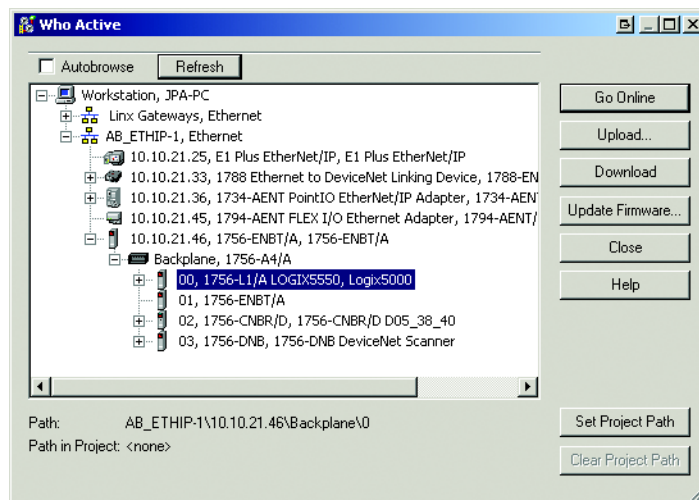 Who Active
Autobrowse
Refresh
Workstation, JPA-PC
Linx Gateways, Ethernet
AB_ETHIP-1, Ethernet
10.10.21.25, E1 Plus EtherNet/IP, E1 Plus EtherNet/IP
10.10.21.33, 1788 Ethernet to DeviceNet Linking Device, 1788-EN
10.10.21.36, 1734-AENT PointIO EtherNet/IP Adapter, 1734-AEN
10.10.21.45, 1794-AENT FLEX I/O Ethernet Adapter, 1794-AENT/
10.10.21.46, 1756-ENBT/A, 1756-ENBT/A
Backplane, 1756-A4/A
00, 1756-L1/A LOGIX5550, Logix5000
01, 1756-ENBT/A
02, 1756-CNBR/D, 1756-CNBR/D D05_38_40
03, 1756-DNB, 1756-DNB DeviceNet Scanner
Go Online
Upload...
Download
Update Firmware...
Close
Help
Path: AB_ETHIP-1\10.10.21.46\Backplane\0
Path in Project: <none>
Set Project Path
Clear Project Path